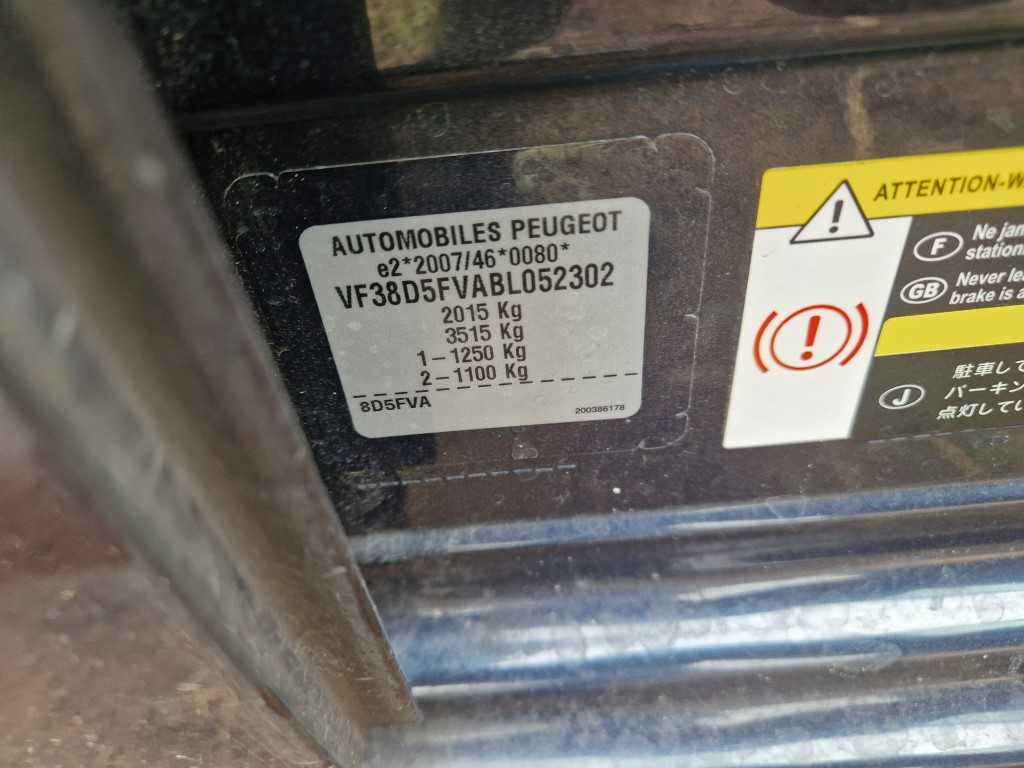 AUTOMOBILES PEUGEOT
e2*2007/46*0080*
VF38D5FVABL052302
2015 Kg
3515 Kg
1-1250 Kg
2-1100 Kg
8D5FVA
200386178
ATTENTION-W
F
Ne jam
station
GB
Never le
brake is a
J
駐車して
パーキン
点灯してい